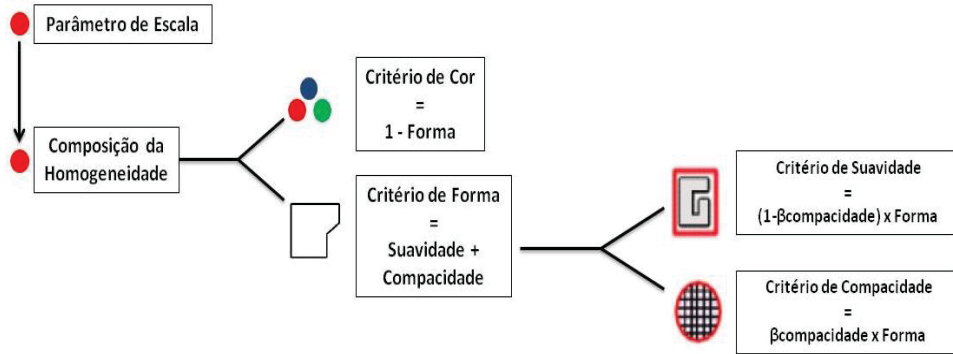 Parâmetro de Escala
Composição da
Homogeneidade
Critério de Cor
=
1 - Forma
Critério de Forma
=
Suavidade +
Compacidade
Critério de Suavidade
=
(1-βcompacidade) x Forma
Critério de Compacidade
=
βcompacidade x Forma